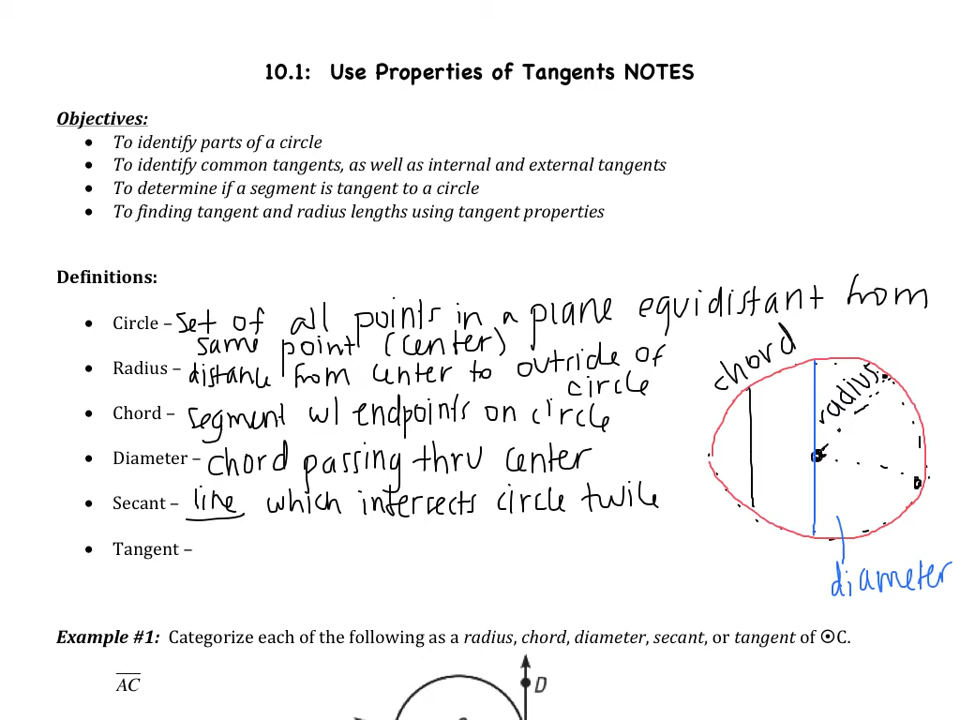 10.1: Use Properties of Tangents NOTES
Objectives:
• To identify parts of a circle
• To identify common tangents, as well as internal and external tangents
• To determine if a segment is tangent to a circle
• To finding tangent and radius lengths using tangent properties
Definitions:
• Circle – set of all points in a plane equidistant from
same point (center)
• Radius – distance from center to outside of
circle
• Chord – segment w/ endpoints on circle
• Diameter – chord passing thru center
• Secant – line which intersects circle twice
• Tangent –
chord
radius
diameter
Example #1: Categorize each of the following as a radius, chord, diameter, secant, or tangent of ⊙C.
AC
D